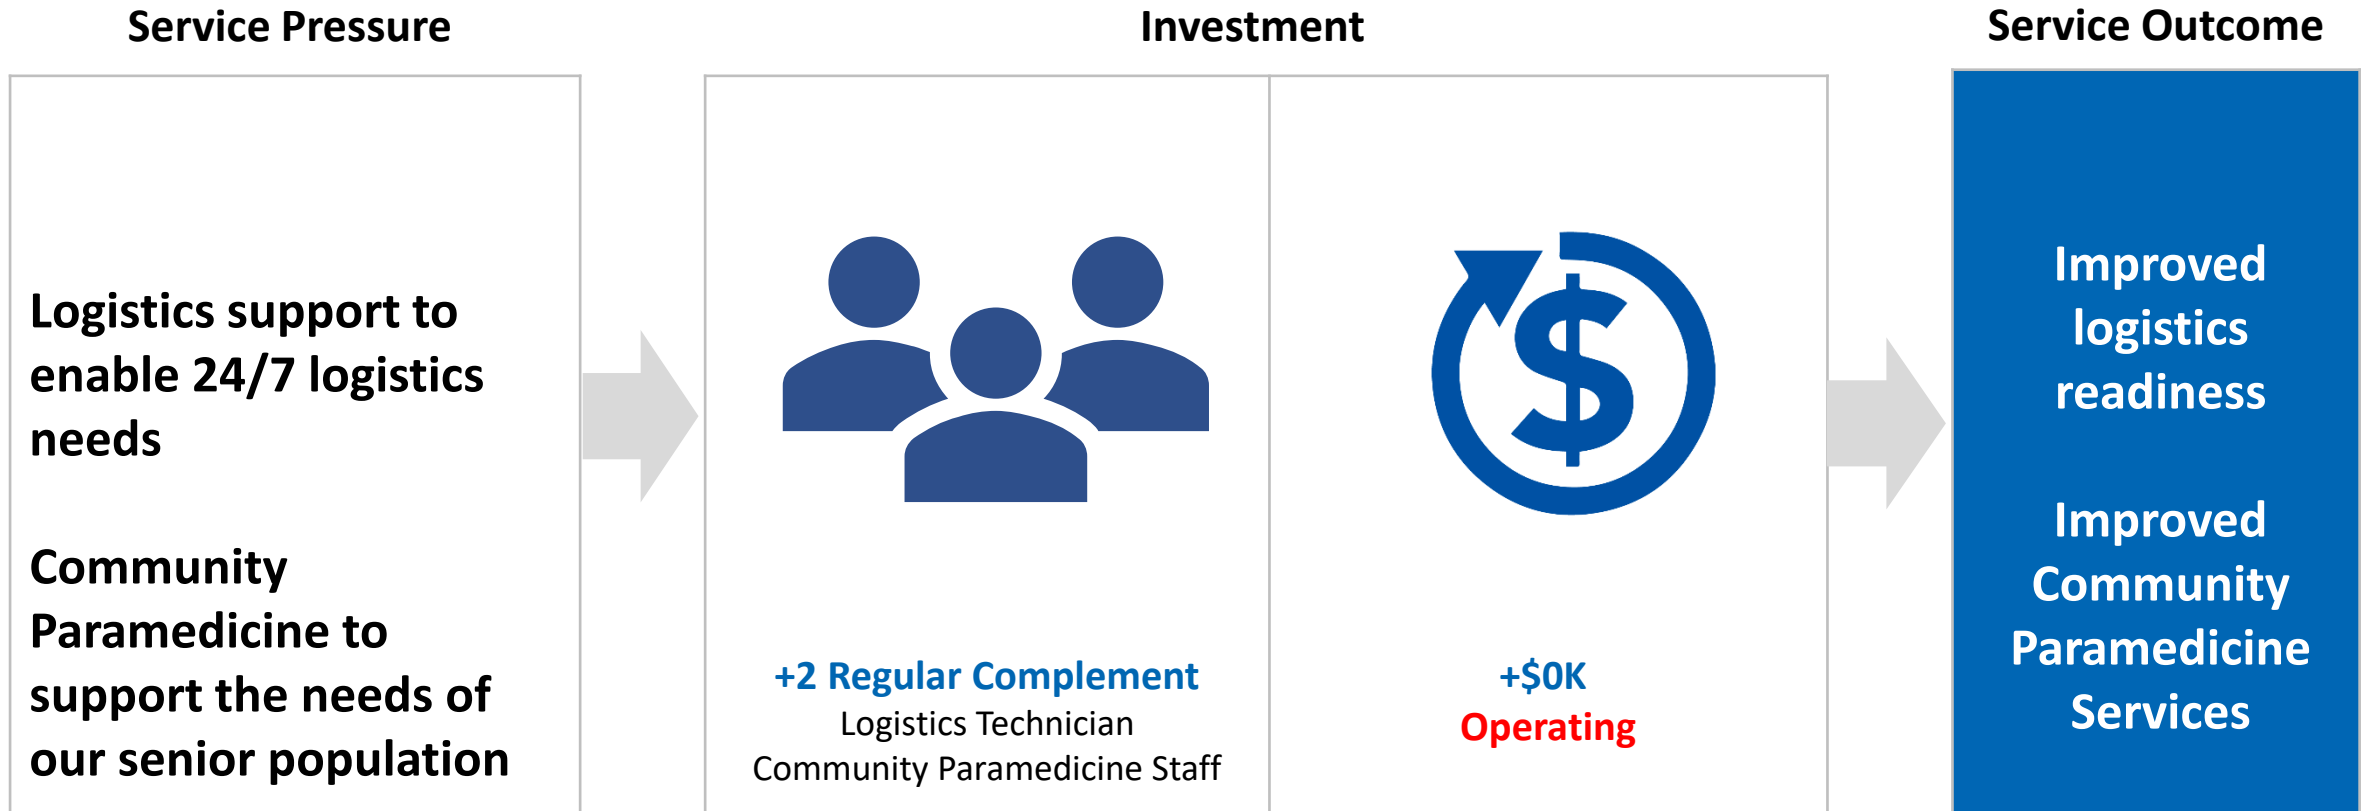 Service Pressure
Investment
Service Outcome
Logistics support to
enable 24/7 logistics
needs
Community
Paramedicine to
support the needs of
our senior population
+2 Regular Complement
Logistics Technician
Community Paramedicine Staff
+$0K
Operating
Improved
logistics
readiness
Improved
Community
Paramedicine
Services